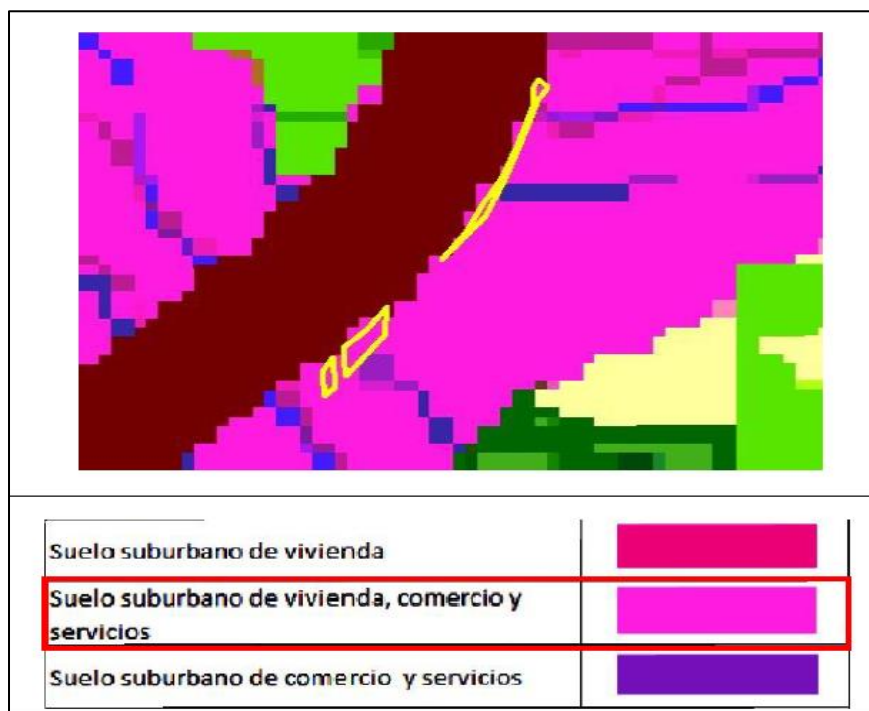 Suelo suburbano de vivienda
Suelo suburbano de vivienda, comercio y
servicios
Suelo suburbano de comercio y servicios